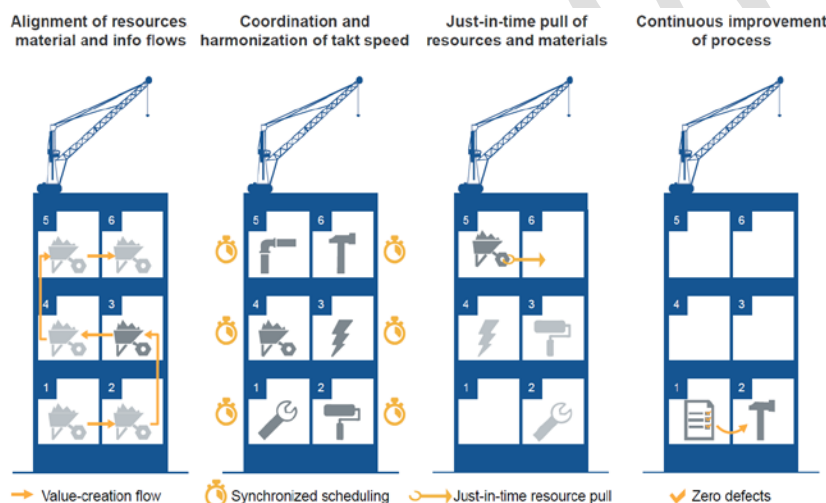 Alignment of resources
material and info flows
Coordination and
harmonization of takt speed
Just-in-time pull of
resources and materials
Continuous improvement
of process
5 6
4 3
1 2
5 6
4 3
1 2
5 6
4 3
1 2
5 6
4 3
1 2
Value-creation flow
Synchronized scheduling
Just-in-time resource pull
Zero defects